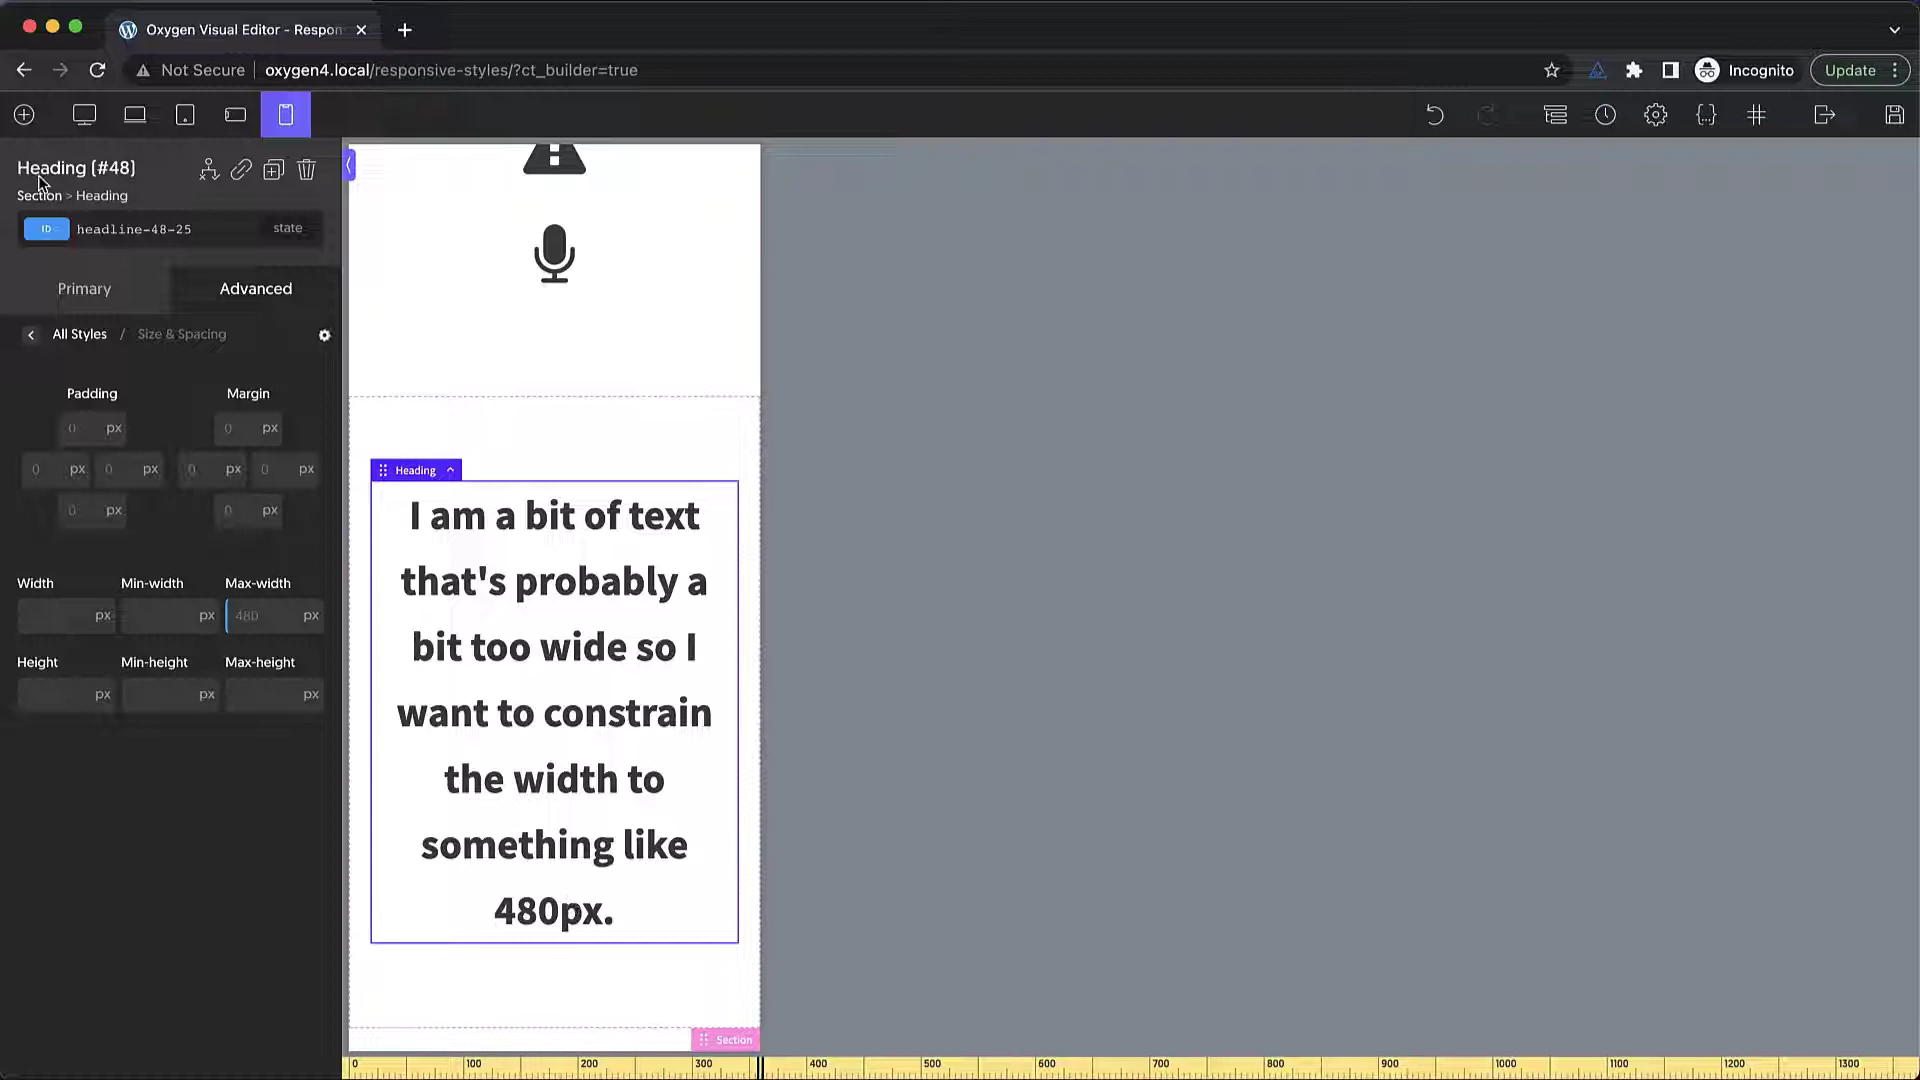 Oxygen Visual Editor - Respon
Not Secure
oxygen4.local/responsive-styles/?ct_builder=true
Incognito
Update
Heading (#48)
Section > Heading
ID headline-48-25 state
Primary Advanced
All Styles / Size & Spacing
Padding Margin
0 px 0 px
0 px 0 px 0 px 0 px
0 px 0 px
Width Min-width Max-width
px px 480 px
Height Min-height Max-height
px px px
Heading
I am a bit of text
that's probably a
bit too wide so I
want to constrain
the width to
something like
480px.
Section
0 100 200 300 400 500 600 700 800 900 1000 1100 1200 1300